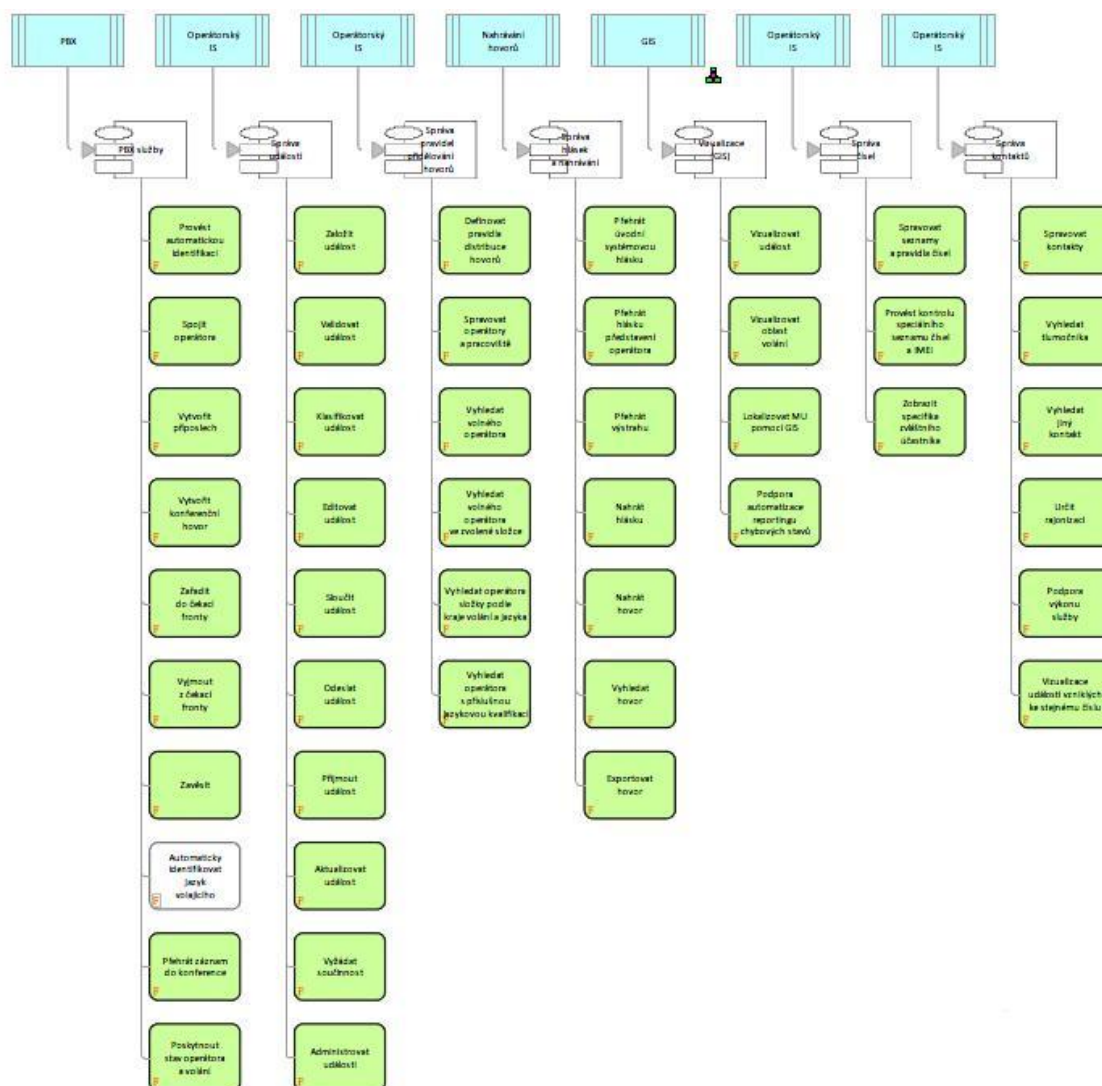 PBX
Operátorský
IS
Operátorský
IS
Nahrávání
hovorů
GIS
Operátorský
IS
Operátorský
IS
PBX služby
Správa
událostí
Správa
pravidel
přidělování
hovorů
Správa
hlásek
a nahrávání
Vizualizace
(GIS)
Správa
čísel
Správa
kontaktů
Provést
automatickou
identifikaci
F
Spojit
operátora
F
Vytvořit
příposlech
F
Vytvořit
konferenční
hovor
F
Zařadit
do čekací
fronty
F
Vyjmout
z čekací
fronty
F
Zavěsit
F
Automaticky
identifikovat
jazyk
volajícího
F
Přehrát záznam
do konference
F
Poskytnout
stav operátora
a volání
F
Založit
událost
F
Validovat
událost
F
Klasifikovat
událost
F
Editovat
událost
F
Sloučit
událost
F
Odeslat
událost
F
Přijmout
událost
F
Aktualizovat
událost
F
Vyžádat
součinnost
F
Administrovat
události
F
Definovat
pravidla
distribuce
hovorů
F
Spravovat
operátory
a pracoviště
F
Vyhledat
volného
operátora
F
Vyhledat
volného
operátora
ve zvolené složce
F
Vyhledat operátora
složky podle
kraje volání a jazyka
F
Vyhledat
operátora
s příslušnou
jazykovou kvalifikací
F
Přehrát
úvodní
systémovou
hlásku
F
Přehrát
hlásku
představení
operátora
F
Přehrát
výstrahu
F
Nahrát
hlásku
F
Nahrát
hovor
F
Vyhledat
hovor
F
Exportovat
hovor
F
Vizualizovat
událost
F
Vizualizovat
oblast
volání
F
Lokalizovat MU
pomocí GIS
F
Podpora
automatizace
reportingu
chybových stavů
F
Spravovat
seznamy
a pravidla čísel
F
Provést kontrolu
speciálního
seznamu čísel
a IMEI
F
Zobrazit
specifika
zvláštního
účastníka
F
Spravovat
kontakty
F
Vyhledat
tlumočníka
F
Vyhledat
jiný
kontakt
F
Určit
rajonizaci
F
Podpora
výkonu
služby
F
Vizualizace
událostí vzniklých
ke stejnému číslu
F